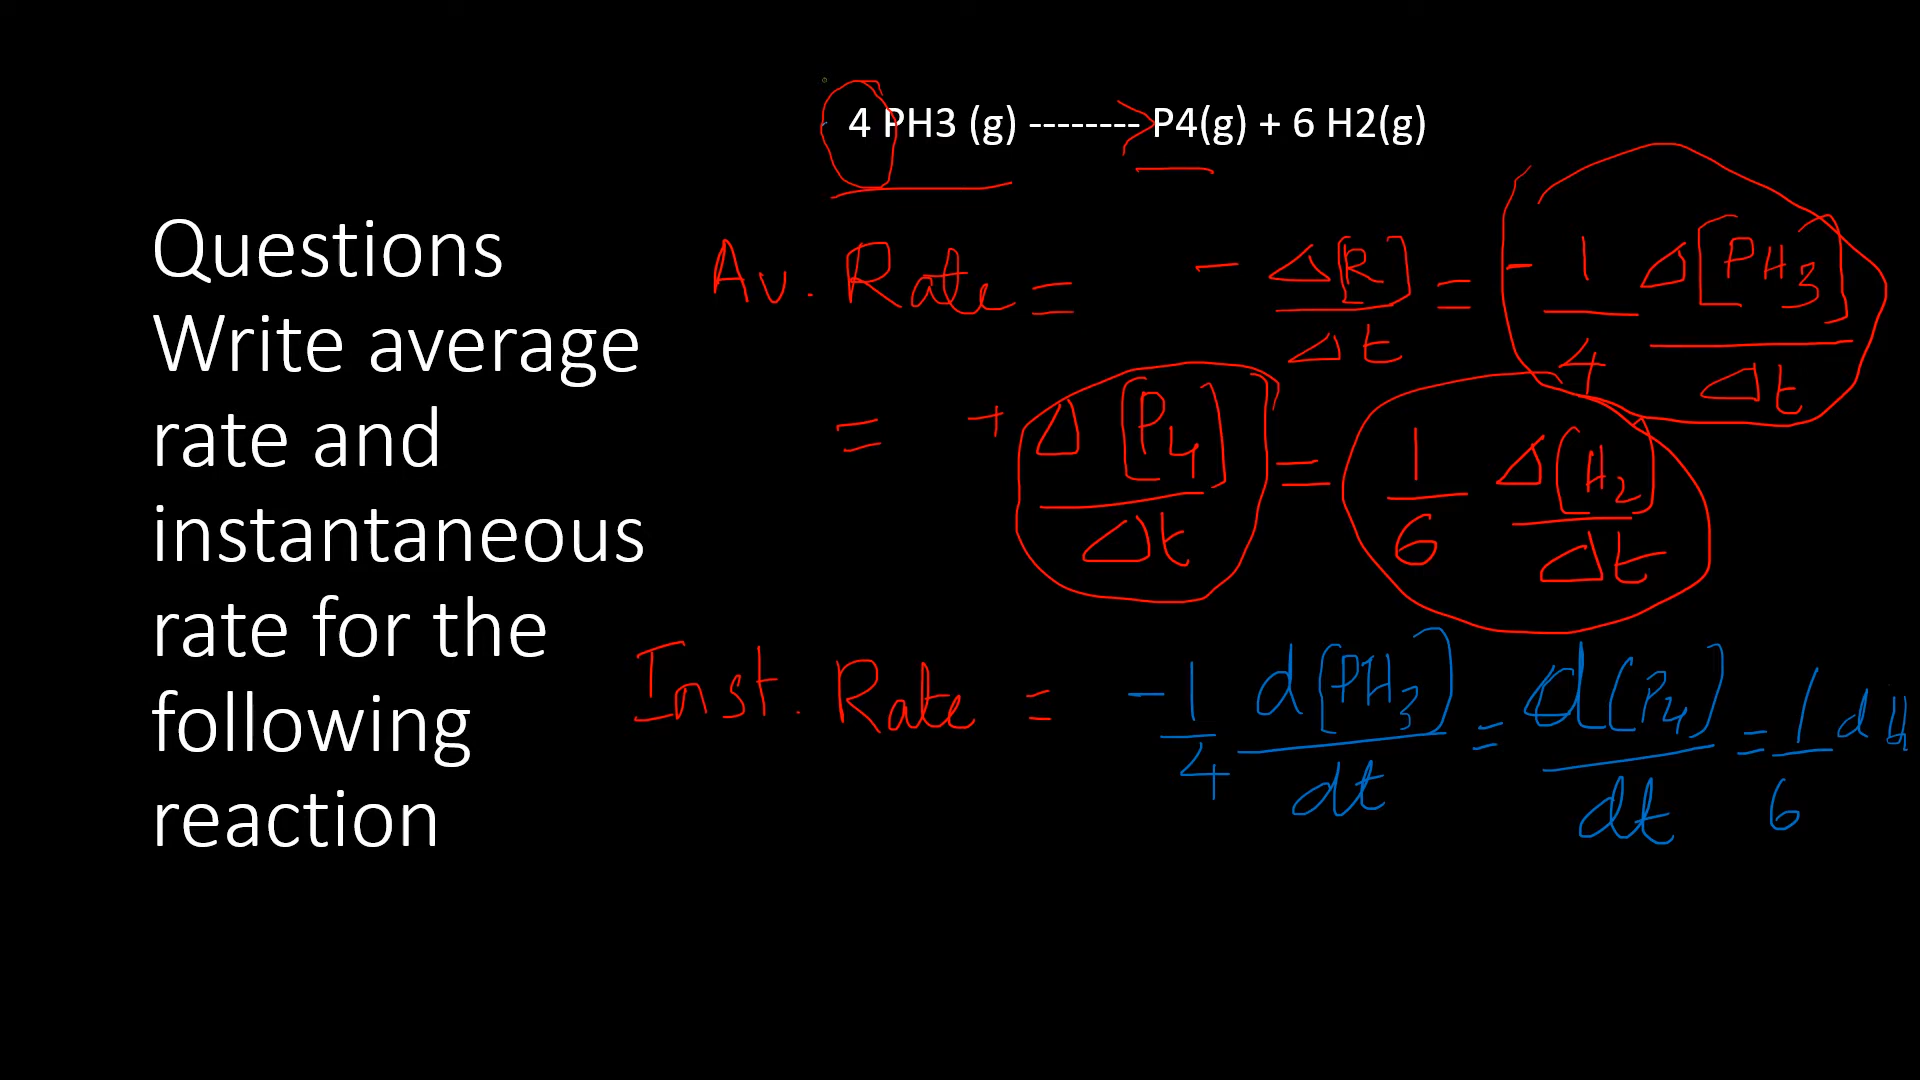 4 PH3 (g) -------- P4(g) + 6 H2(g)
Questions
Write average
rate and
instantaneous
rate for the
following
reaction
Av. Rate = - Δ[R]/Δt = - 1/4 Δ[PH3]/Δt
= + Δ[P4]/Δt = 1/6 Δ[H2]/Δt
Inst. Rate = - 1/4 d[PH3]/dt = d[P4]/dt = 1/6 d